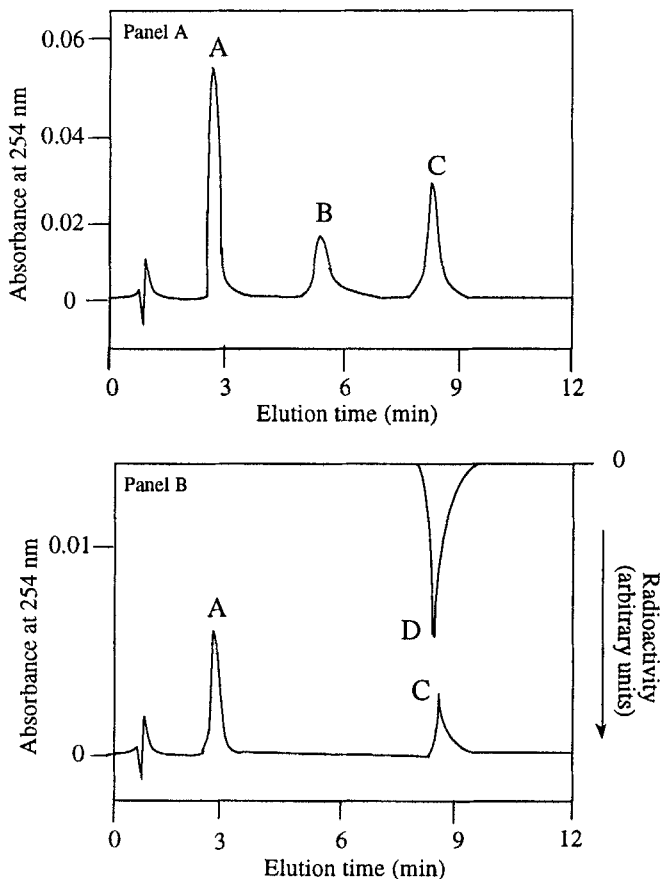 Panel A
A
B
C
0.06
0.04
0.02
0
Absorbance at 254 nm
0
3
6
9
12
Elution time (min)
Panel B
0
0.01
A
D
C
0
Absorbance at 254 nm
Radioactivity
(arbitrary units)
0
3
6
9
12
Elution time (min)